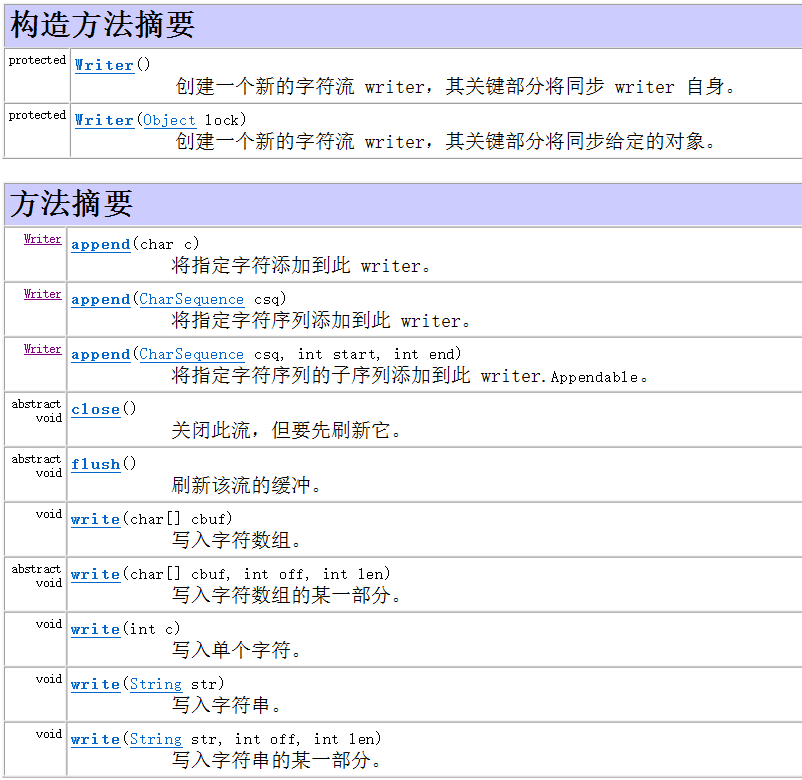 构造方法摘要
protected Writer()
创建一个新的字符流 writer，其关键部分将同步 writer 自身。
protected Writer(Object lock)
创建一个新的字符流 writer，其关键部分将同步给定的对象。
方法摘要
Writer append(char c)
将指定字符添加到此 writer。
Writer append(CharSequence csq)
将指定字符序列添加到此 writer。
Writer append(CharSequence csq, int start, int end)
将指定字符序列的子序列添加到此 writer.Appendable。
abstract
void
close()
关闭此流，但要先刷新它。
abstract
void
flush()
刷新该流的缓冲。
void write(char[] cbuf)
写入字符数组。
abstract
void
write(char[] cbuf, int off, int len)
写入字符数组的某一部分。
void write(int c)
写入单个字符。
void write(String str)
写入字符串。
void write(String str, int off, int len)
写入字符串的某一部分。